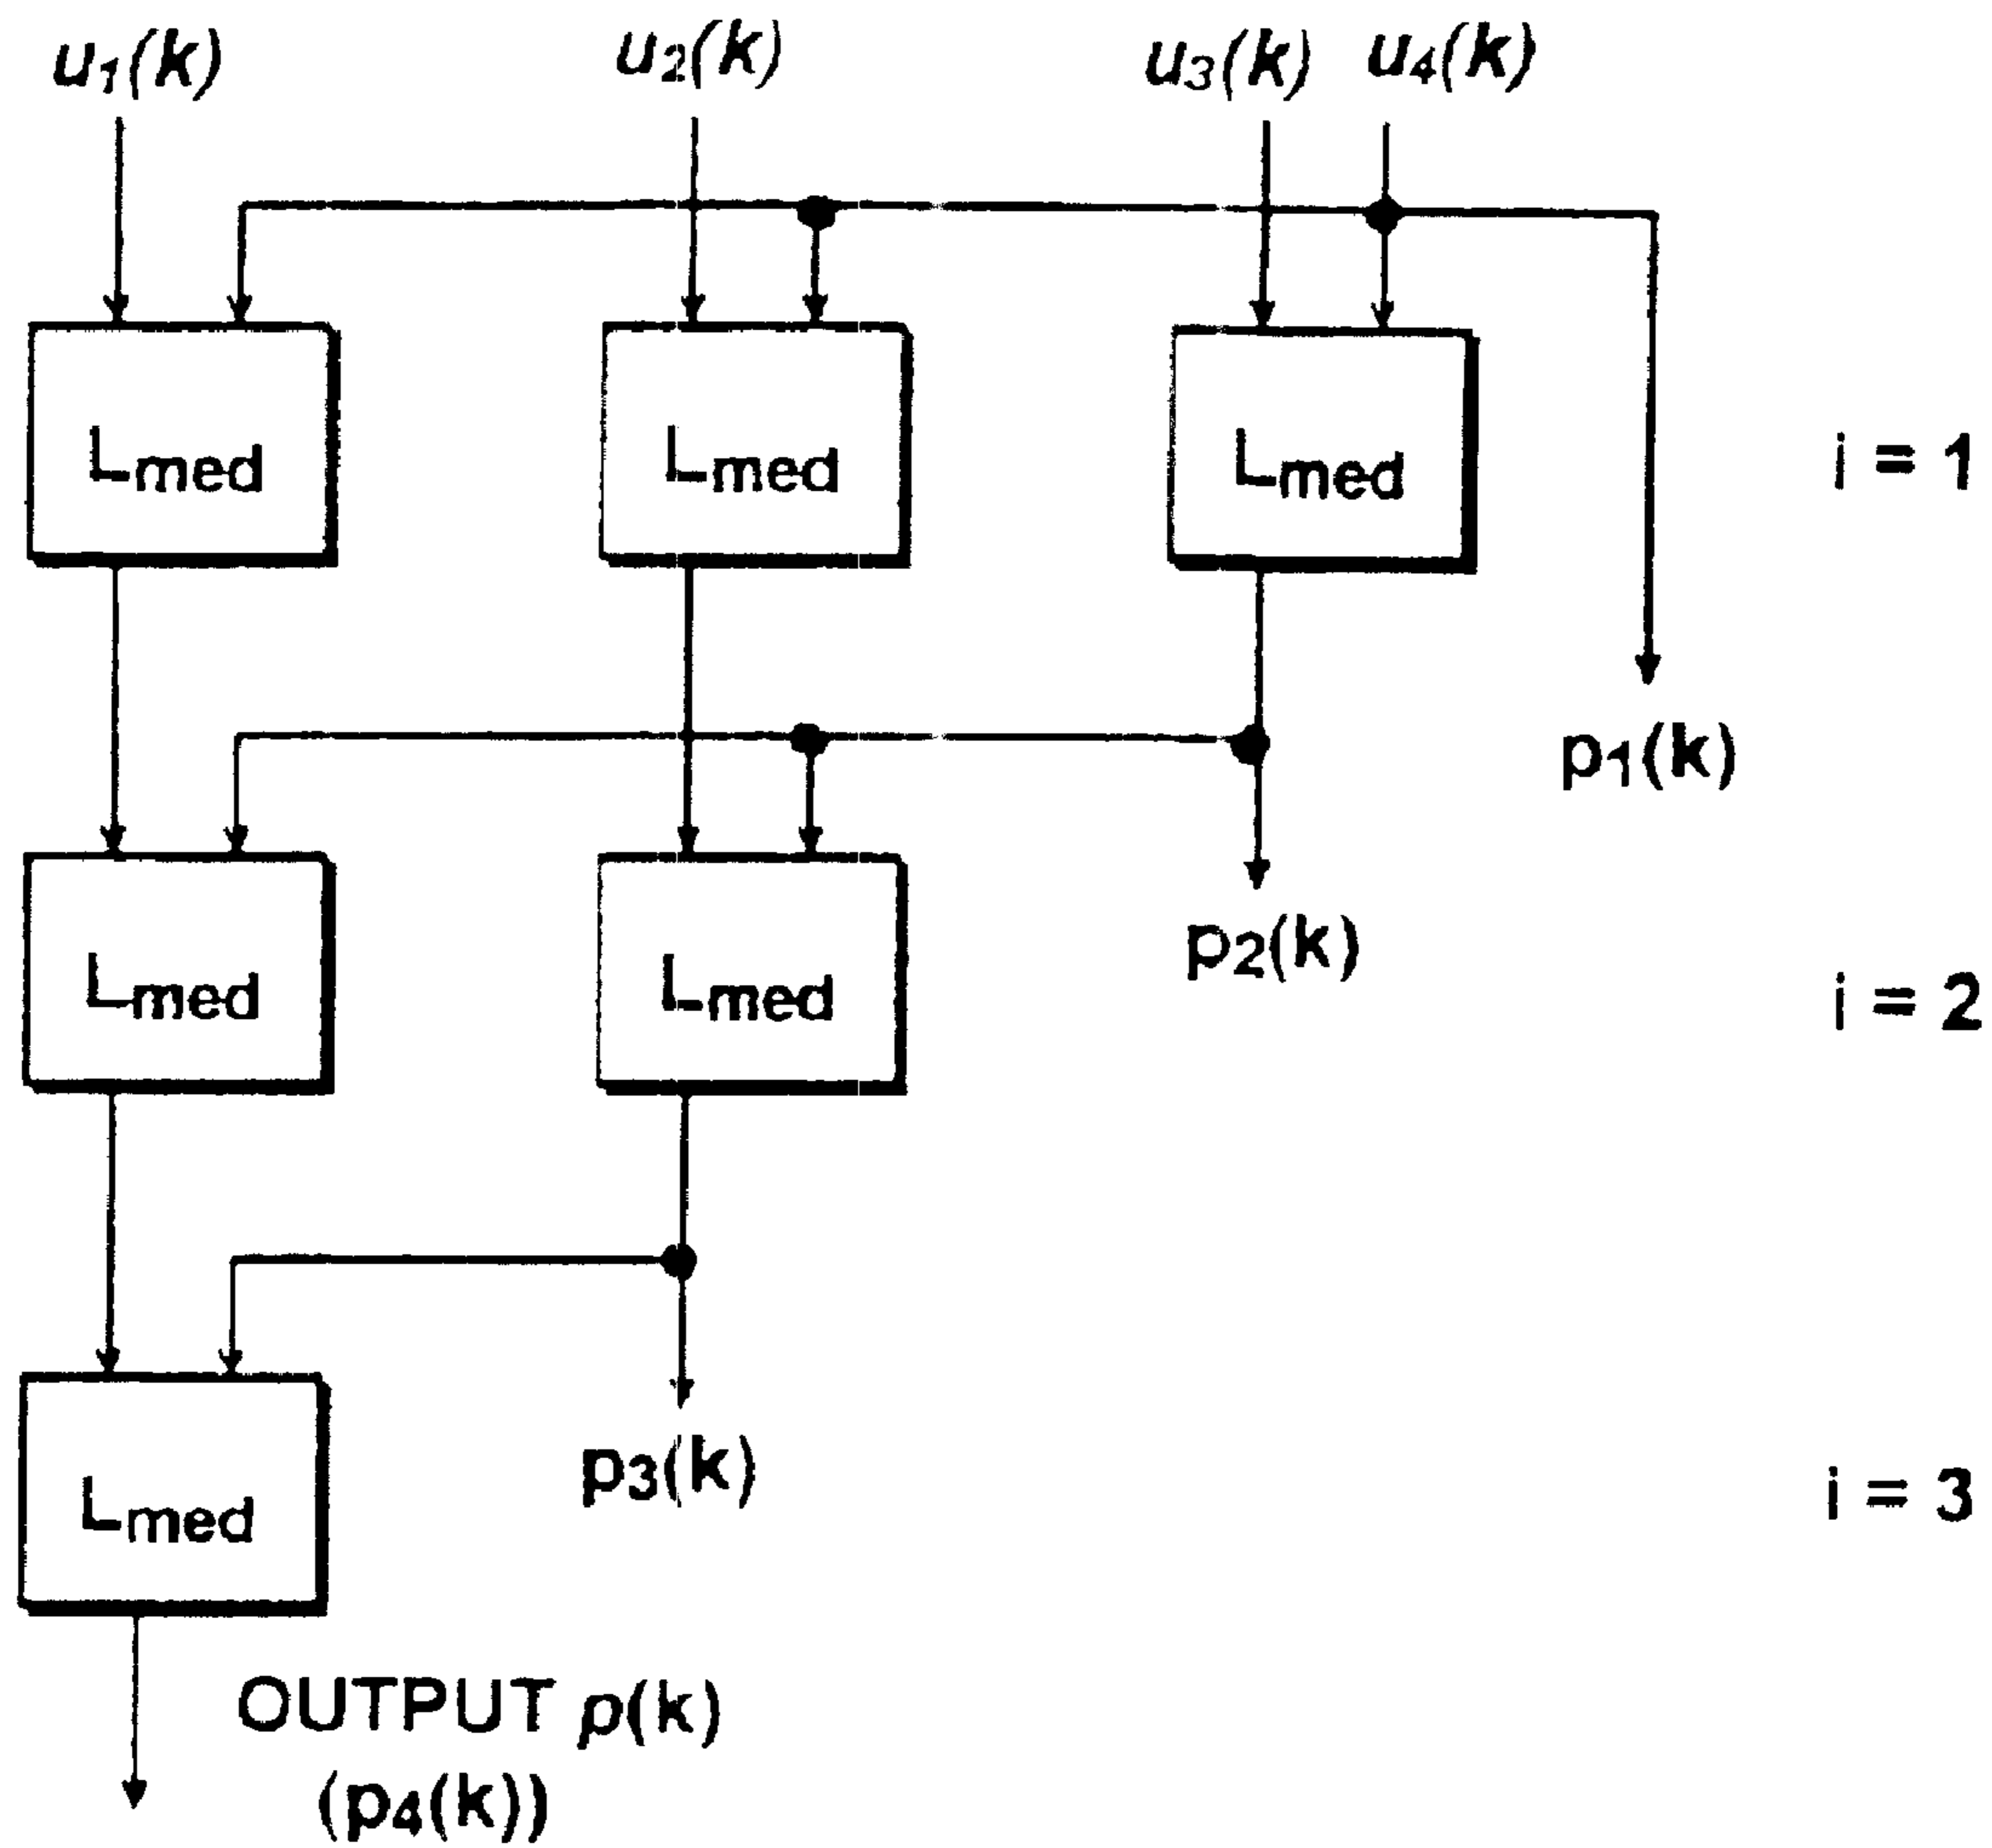 u1(k) u2(k) u3(k) u4(k)
Lmed Lmed Lmed i = 1
p1(k)
p2(k)
Lmed Lmed i = 2
p3(k)
Lmed i = 3
OUTPUT p(k)
(p4(k))